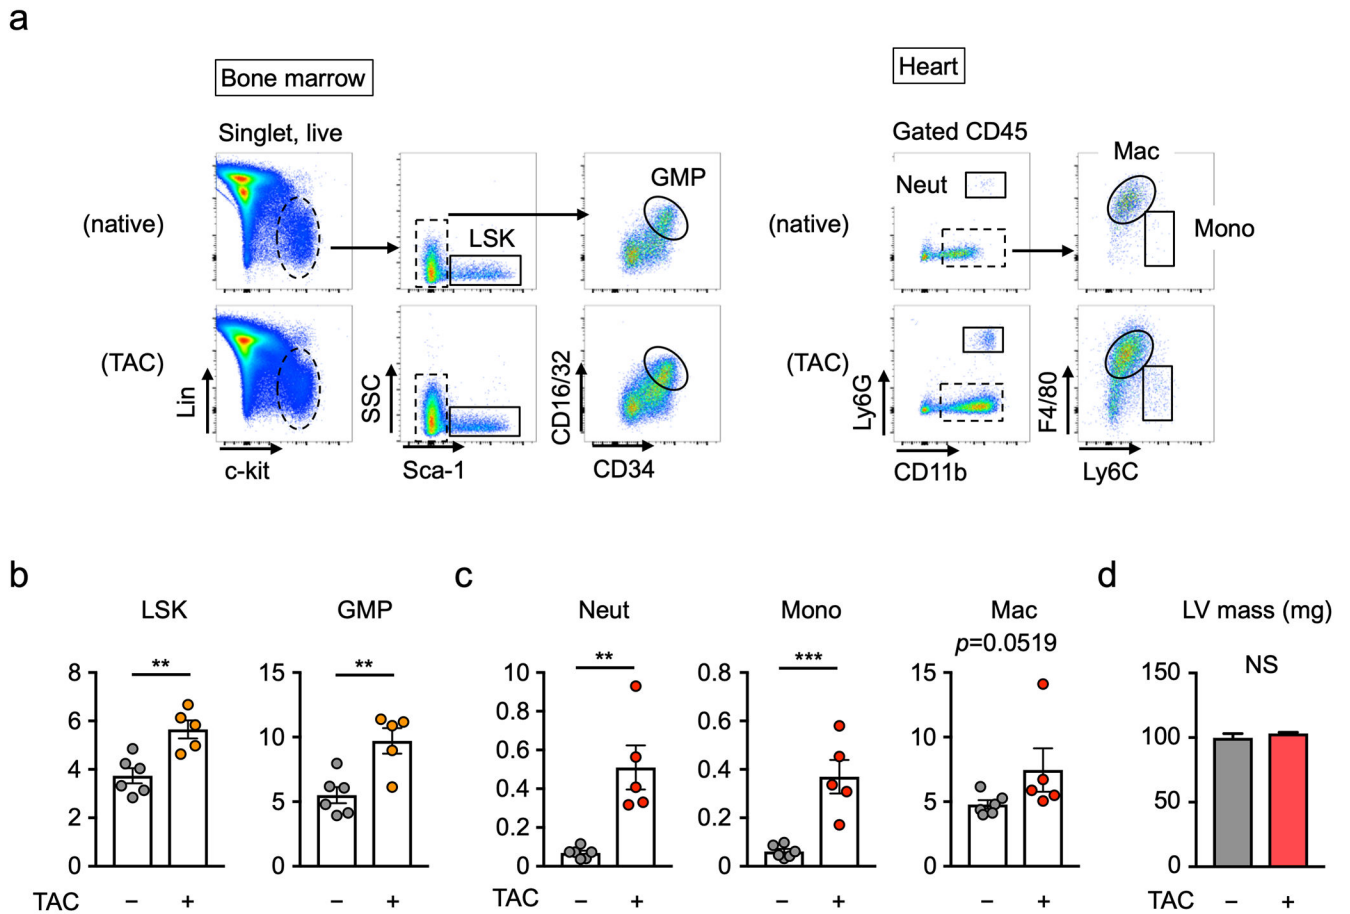 a
Bone marrow
Heart
Singlet, live
Gated CD45
(native)
LSK
GMP
(native)
Neut
Mac
Mono
(TAC)
Lin
c-kit
SSC
Sca-1
CD16/32
CD34
(TAC)
Ly6G
CD11b
F4/80
Ly6C
b
LSK
**
8
6
4
2
0
GMP
**
15
10
5
0
TAC − + − +
c
Neut
**
10
0.8
0.6
0.4
0.2
0
Mono
***
0.8
0.6
0.4
0.2
0
Mac
p=0.0519
15
10
5
0
TAC − + − + − +
d
LV mass (mg)
NS
150
100
50
0
TAC − +